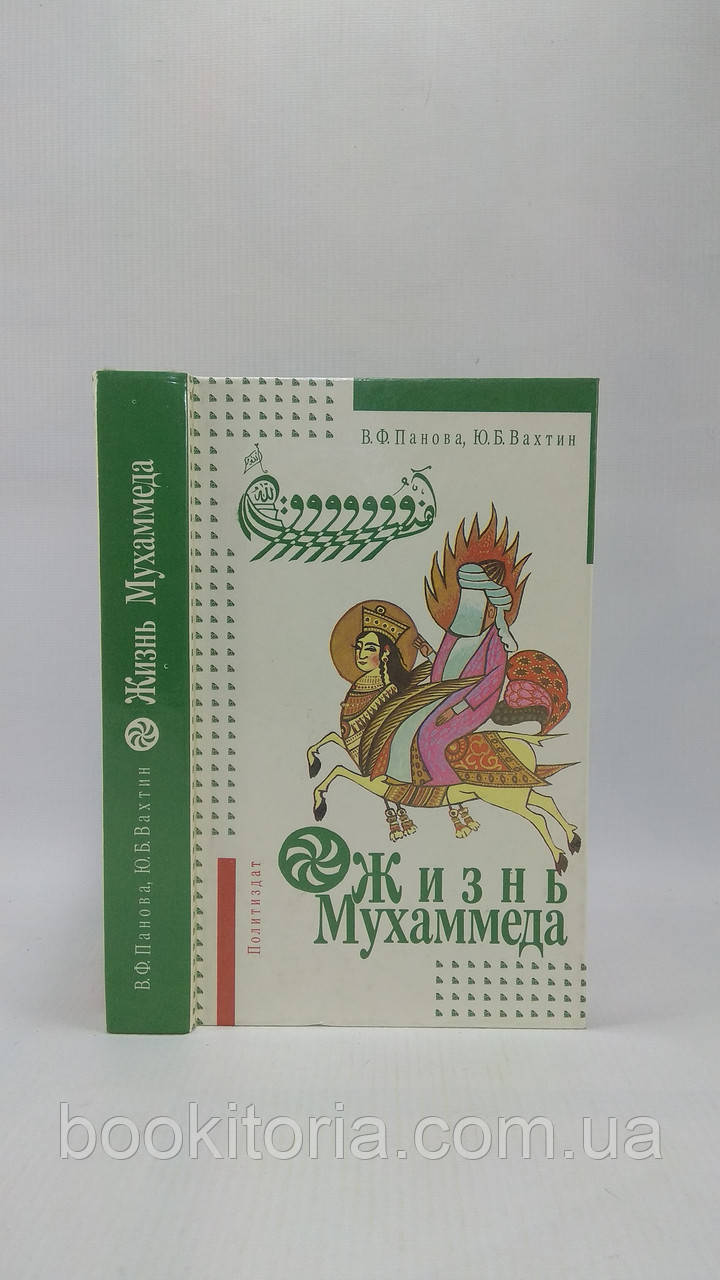 В.Ф.Панова, Ю.Б.Вахтин Жизнь Мухаммеда
В.Ф.Панова, Ю.Б.Вахтин
Политиздат
Жизнь
Мухаммеда
bookitoria.com.ua